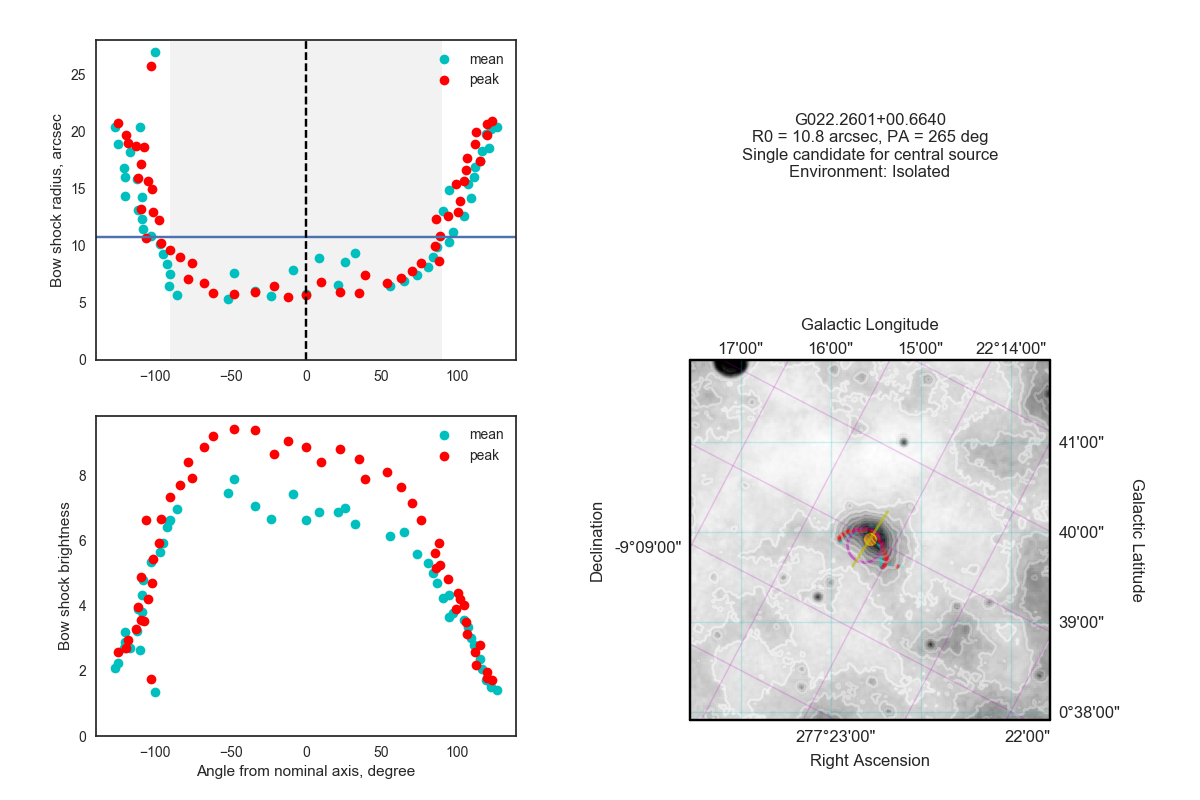 Bow shock radius, arcsec
25
20
15
10
5
0
−100
−50
0
50
100
mean
peak
Bow shock brightness
8
6
4
2
0
−100
−50
0
50
100
Angle from nominal axis, degree
mean
peak
G022.2601+00.6640
R0 = 10.8 arcsec, PA = 265 deg
Single candidate for central source
Environment: Isolated
Galactic Longitude
17'00"
16'00"
15'00"
22°14'00"
41'00"
40'00"
39'00"
0°38'00"
Galactic Latitude
Declination
-9°09'00"
277°23'00"
22'00"
Right Ascension